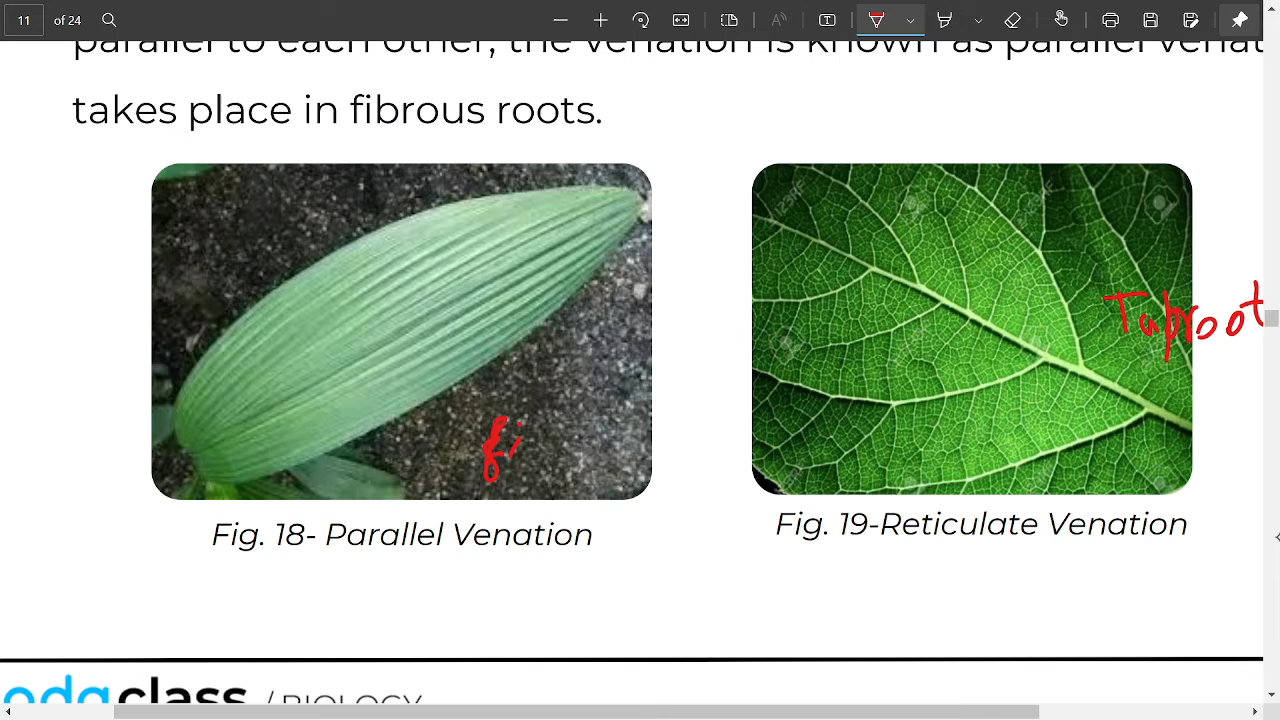 11 of 24
parallel to each other, the venation is known as parallel venat
takes place in fibrous roots.
123RF
Taproot
fi
Fig. 18- Parallel Venation
Fig. 19-Reticulate Venation
odaclass / BIOLOGY